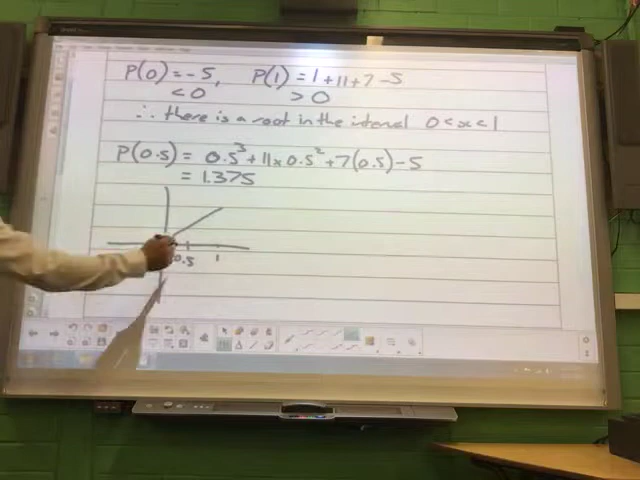 P(0) = -5, P(1) = 1 + 11 + 7 - 5
< 0 > 0
∴ there is a root in the interval 0 < x < 1
P(0.5) = 0.5³ + 11 x 0.5² + 7(0.5) - 5
= 1.375
0.5 1